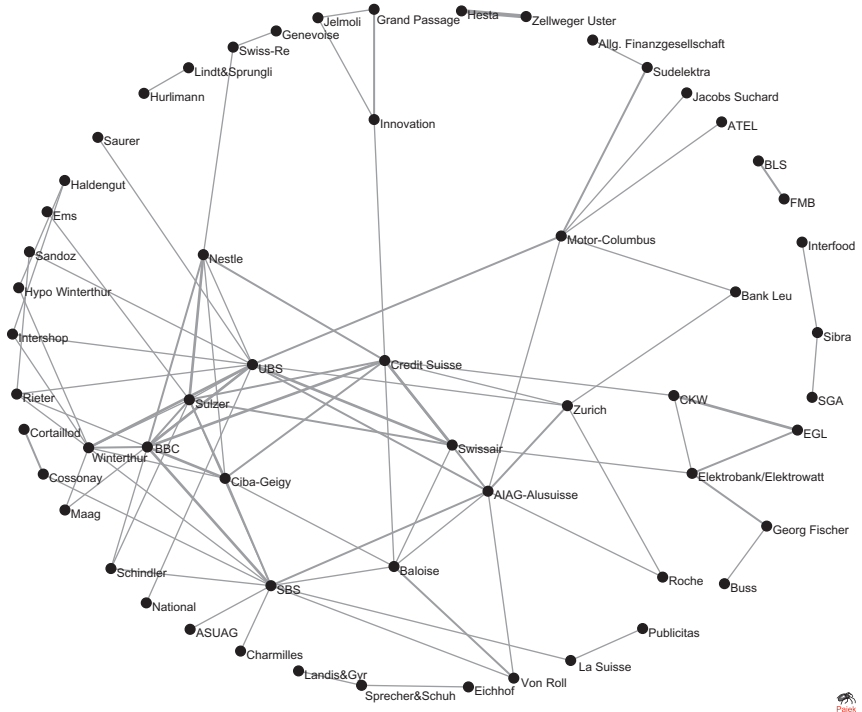 Jelmoli
Grand Passage
Hesta
Zellweger Uster
Genevoise
Allg. Finanzgesellschaft
Swiss-Re
Lindt&Sprungli
Sudelektra
Hurlimann
Jacobs Suchard
Innovation
ATEL
Saurer
BLS
Haldengut
FMB
Ems
Motor-Columbus
Interfood
Sandoz
Nestle
Hypo Winterthur
Bank Leu
Intershop
Sibra
UBS
Credit Suisse
Rieter
Sulzer
Zurich
CKW
SGA
Cortaillod
EGL
Winterthur
BBC
Swissair
Cossonay
Ciba-Geigy
Elektrobank/Elektrowatt
AIAG-Alusuisse
Maag
Georg Fischer
Schindler
Baloise
Roche
Buss
SBS
National
ASUAG
Publicitas
Charmilles
La Suisse
Landis&Gyr
Von Roll
Sprecher&Schuh
Eichhof
Pajek